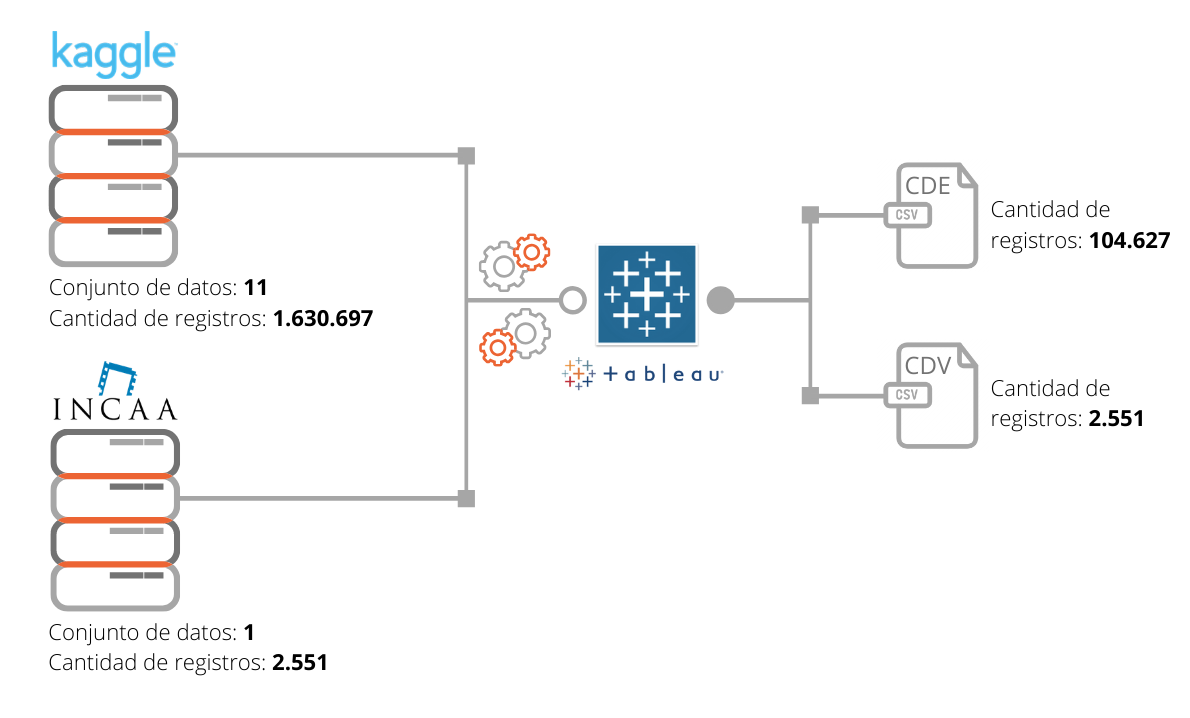 kaggle
Conjunto de datos: 11
Cantidad de registros: 1.630.697
INCAA
Conjunto de datos: 1
Cantidad de registros: 2.551
+ableau
CDE
CSV
Cantidad de
registros: 104.627
CDV
CSV
Cantidad de
registros: 2.551